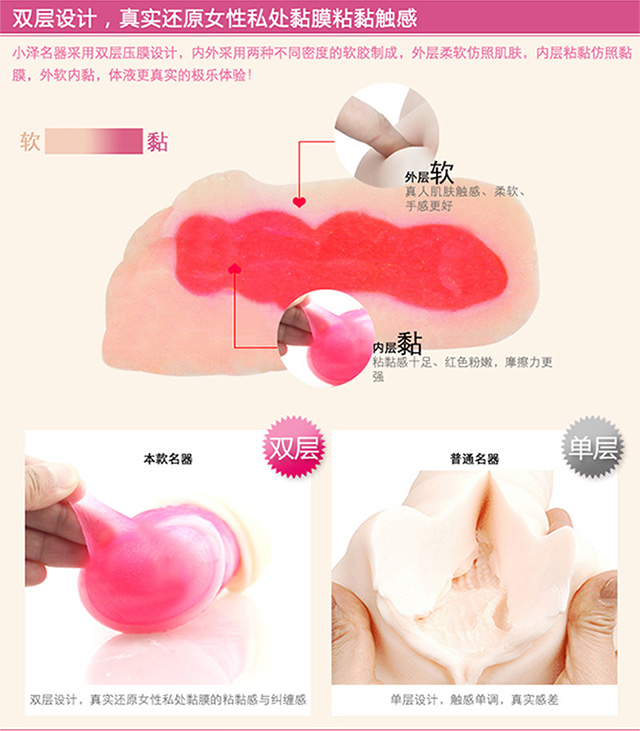 双层设计，真实还原女性私处黏膜粘黏触感
小泽名器采用双层压膜设计，内外采用两种不同密度的软胶制成，外层柔软仿照肌肤，内层粘黏仿照黏
膜，外软内黏，体液更真实的极乐体验！
软
黏
外层软
真人肌肤触感、柔软、
手感更好
内层黏
粘黏感十足、红色粉嫩，摩擦力更
强
本款名器
双层
普通名器
单层
双层设计，真实还原女性私处黏膜的粘黏感与纠缠感
单层设计，触感单调，真实感差